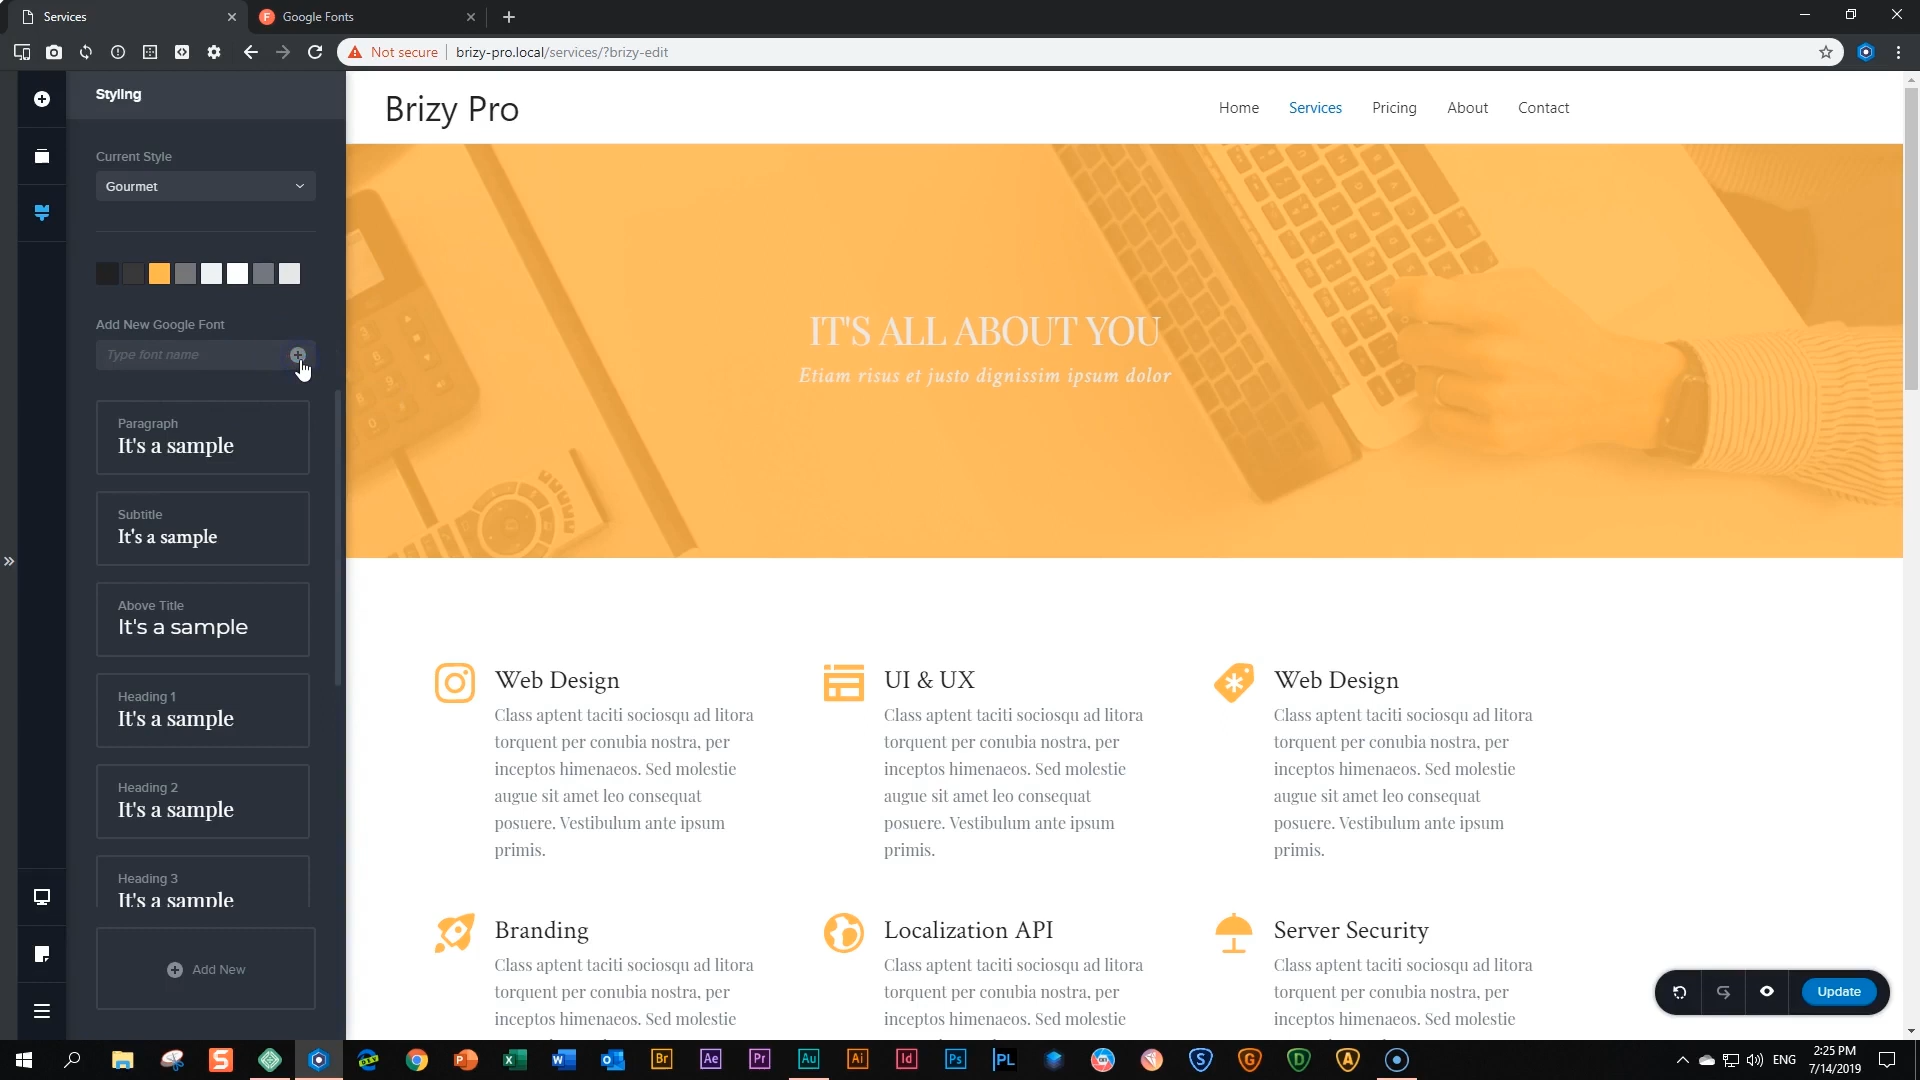 Services
Google Fonts
Not secure
brizy-pro.local/services/?brizy-edit
Styling
Current Style
Gourmet
Add New Google Font
Type font name
Paragraph
It's a sample
Subtitle
It's a sample
Above Title
It's a sample
Heading 1
It's a sample
Heading 2
It's a sample
Heading 3
It's a sample
Add New
Brizy Pro
Home
Services
Pricing
About
Contact
IT'S ALL ABOUT YOU
Etiam risus et justo dignissim ipsum dolor
Web Design
Class aptent taciti sociosqu ad litora
torquent per conubia nostra, per
inceptos himenaeos. Sed molestie
augue sit amet leo consequat
posuere. Vestibulum ante ipsum
primis.
UI & UX
Class aptent taciti sociosqu ad litora
torquent per conubia nostra, per
inceptos himenaeos. Sed molestie
augue sit amet leo consequat
posuere. Vestibulum ante ipsum
primis.
Web Design
Class aptent taciti sociosqu ad litora
torquent per conubia nostra, per
inceptos himenaeos. Sed molestie
augue sit amet leo consequat
posuere. Vestibulum ante ipsum
primis.
Branding
Class aptent taciti sociosqu ad litora
torquent per conubia nostra, per
inceptos himenaeos. Sed molestie
Localization API
Class aptent taciti sociosqu ad litora
torquent per conubia nostra, per
inceptos himenaeos. Sed molestie
Server Security
Class aptent taciti sociosqu ad litora
torquent per conubia nostra, per
inceptos himenaeos. Sed molestie
Update
Br
Ae
Pr
Au
Ai
Id
Ps
PL
ENG
2:25 PM
7/14/2019